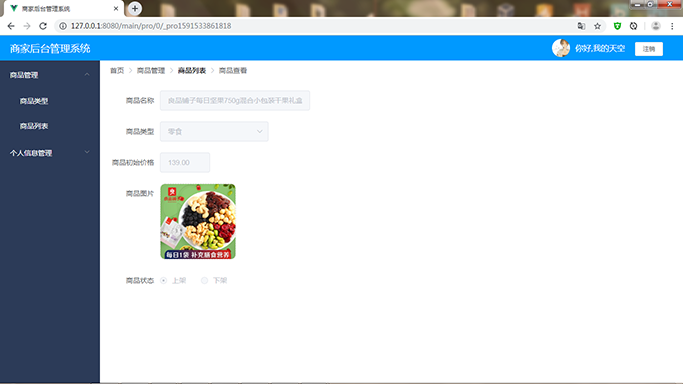 商家后台管理系统
127.0.0.1:8080/main/pro/0/_pro1591533861818
商家后台管理系统
你好,我的天空
注销
商品管理
商品类型
商品列表
个人信息管理
首页 > 商品管理 > 商品列表 > 商品查看
商品名称 良品铺子每日坚果750g混合小包装干果礼盒
商品类型 零食
商品初始价格 139.00
商品图片
每日1袋 补充膳食营养
商品状态 上架 下架